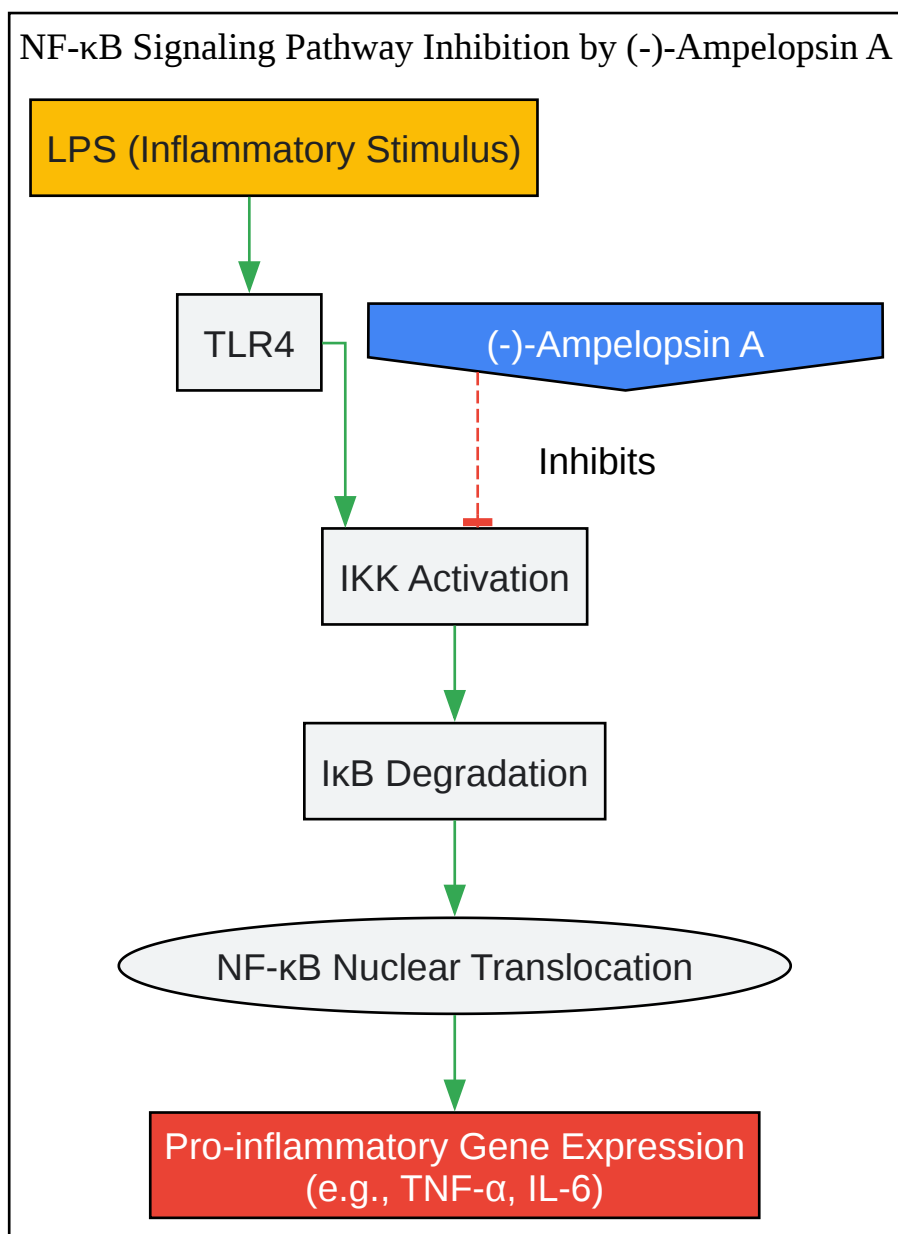 NF-κB Signaling Pathway Inhibition by (-)-Ampelopsin A
LPS (Inflammatory Stimulus)
TLR4
(-)-Ampelopsin A
Inhibits
IKK Activation
IκB Degradation
NF-κB Nuclear Translocation
Pro-inflammatory Gene Expression
(e.g., TNF-α, IL-6)